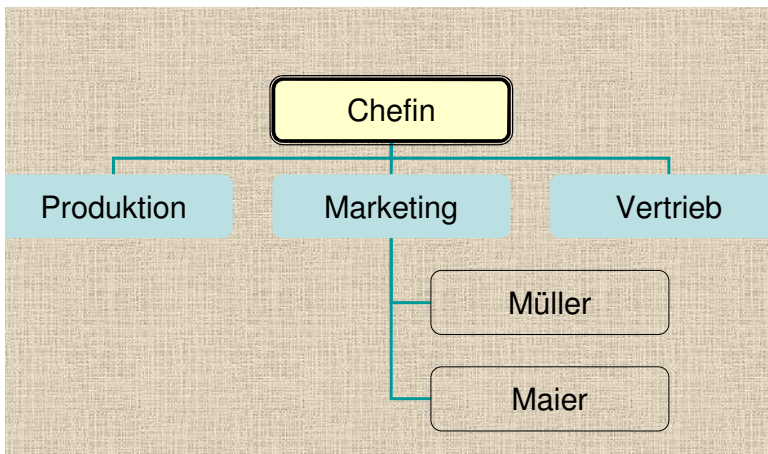 Chefin
Produktion
Marketing
Vertrieb
Müller
Maier